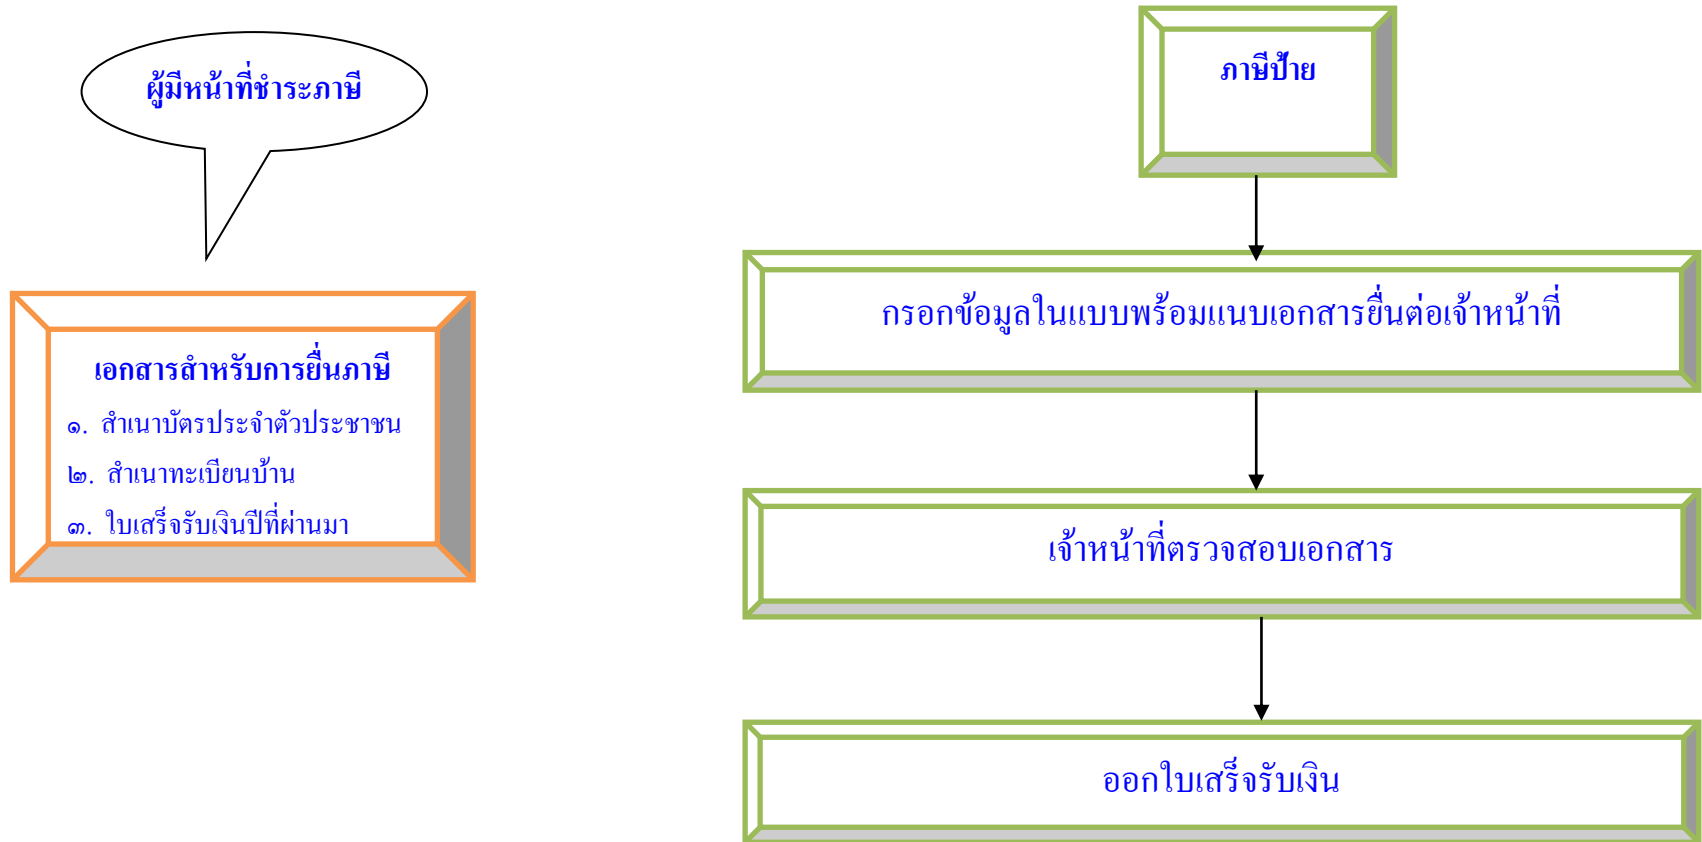 ผู้มีหน้าที่ชำระภาษี
เอกสารสำหรับการยื่นภาษี
๑. สำเนาบัตรประจำตัวประชาชน
๒. สำเนาทะเบียนบ้าน
๓. ใบเสร็จรับเงินปีที่ผ่านมา
ภาษีป้าย
กรอกข้อมูลในแบบพร้อมแนบเอกสารยื่นต่อเจ้าหน้าที่
เจ้าหน้าที่ตรวจสอบเอกสาร
ออกใบเสร็จรับเงิน